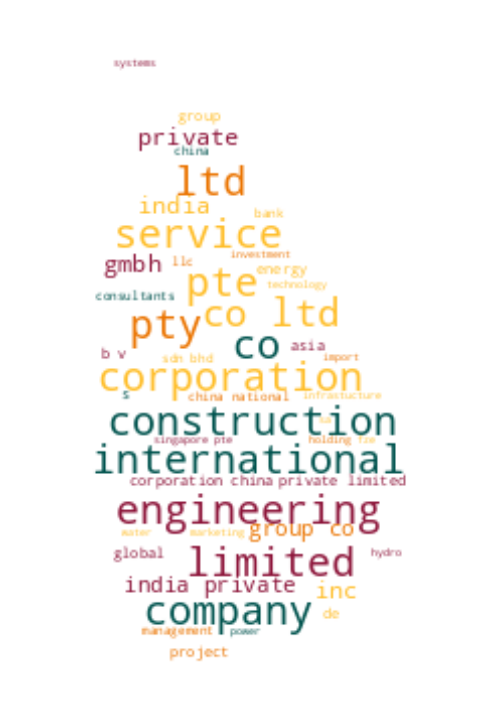 systems
group
private
china
ltd
india
bank
service
investment
gmbh llc
energy
pte
technology
consultants
co ltd
pty
co asia
b v
sdn bhd
import
corporation
s
china national
infrastucture
construction
singapore pte
holding fze
international
corporation china
private limited
engineering
group co
water
marketing
global
limited
hydro
india private
inc
company
de
management
power
project